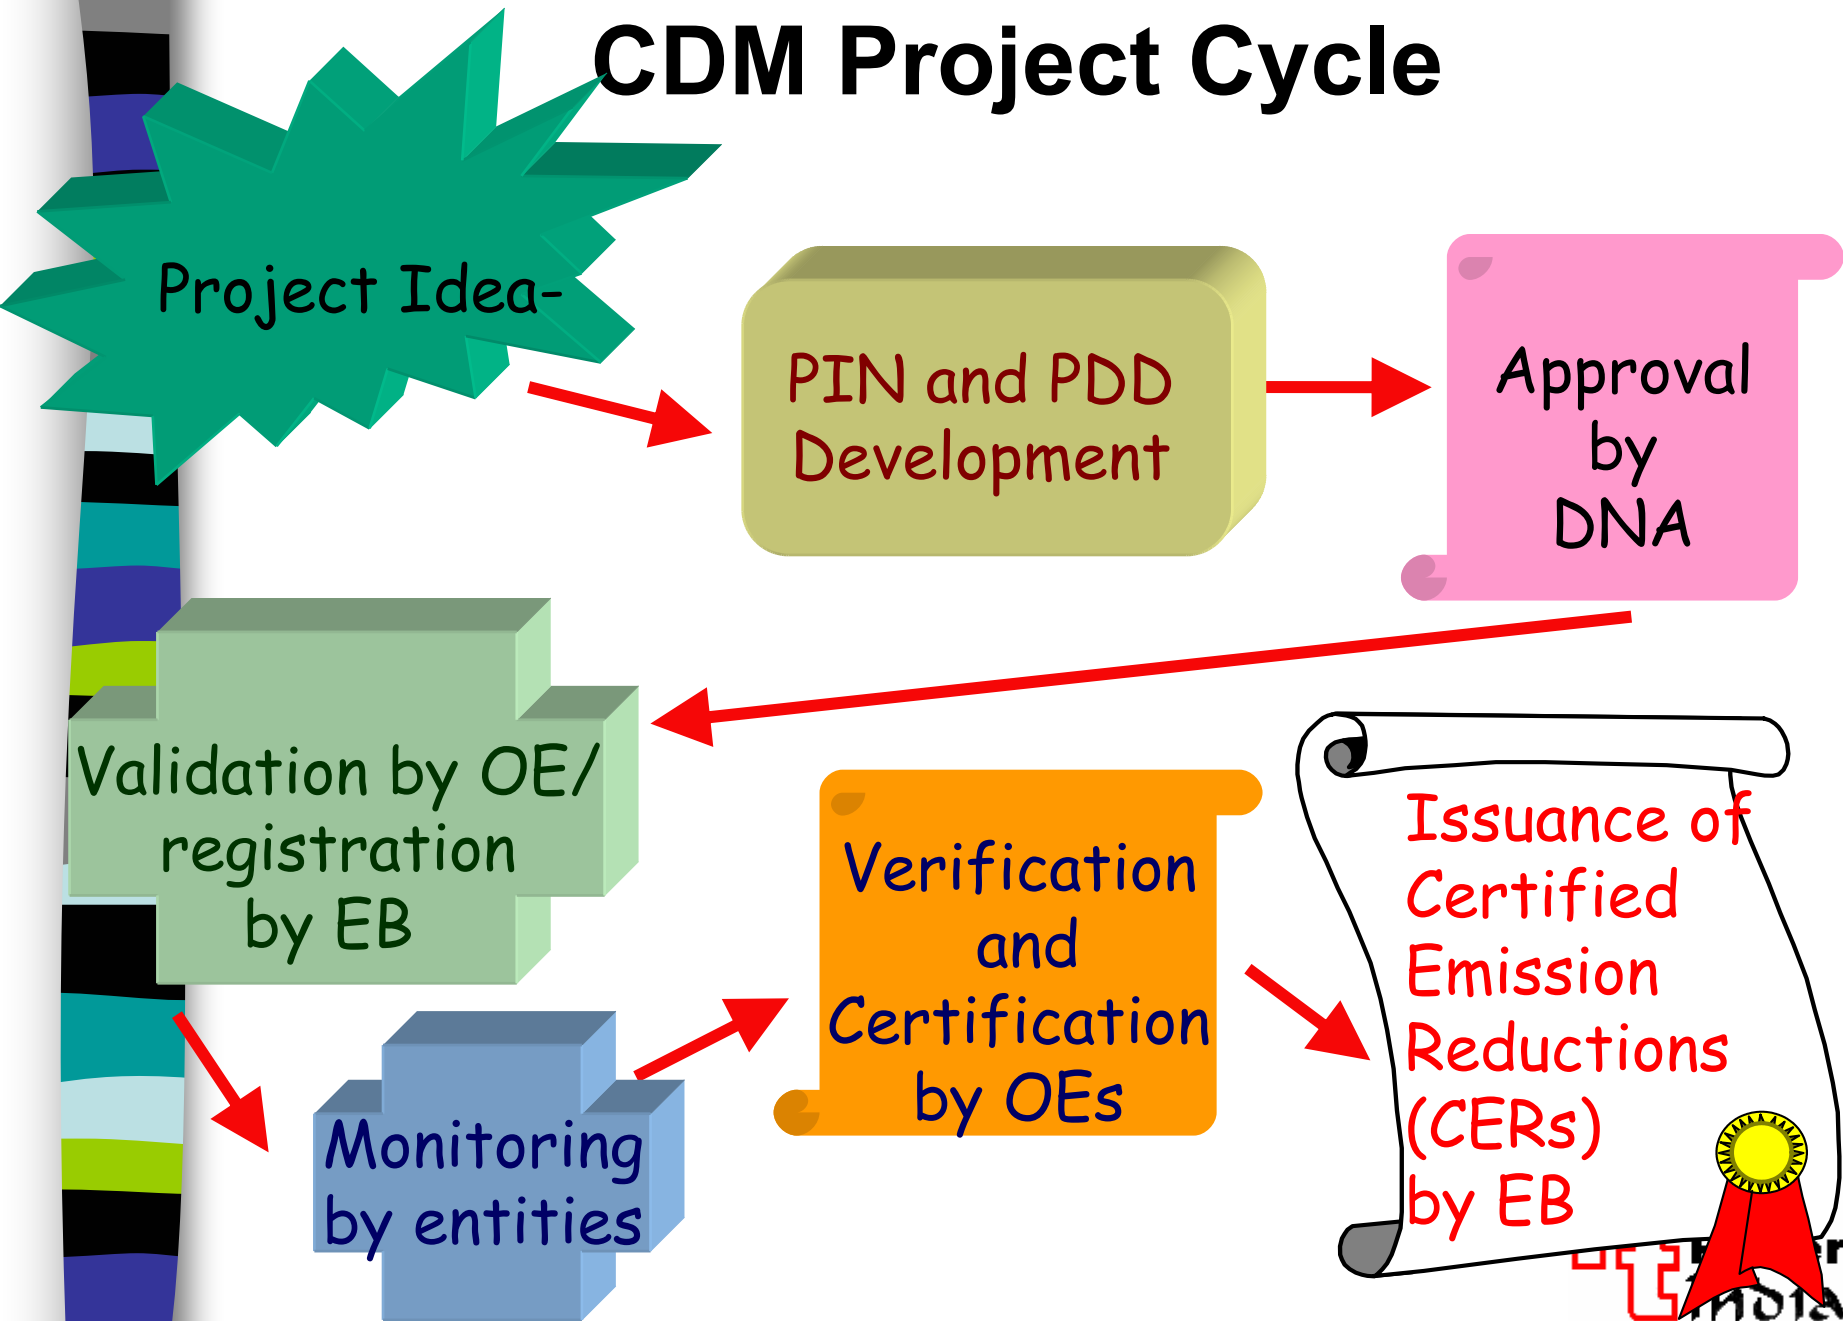 CDM Project Cycle
Project Idea-
PIN and PDD
Development
Approval
by
DNA
Validation by OE/
registration
by EB
Monitoring
by entities
Verification
and
Certification
by OEs
Issuance of
Certified
Emission
Reductions
(CERs)
by EB
INDIA